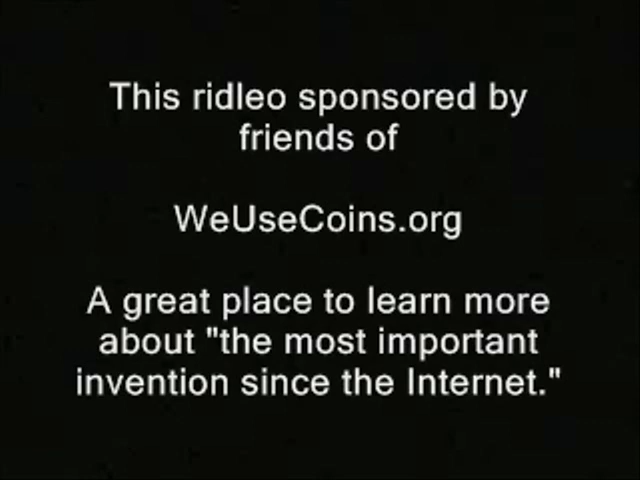 This ridleo sponsored by
friends of
WeUseCoins.org
A great place to learn more
about "the most important
invention since the Internet."